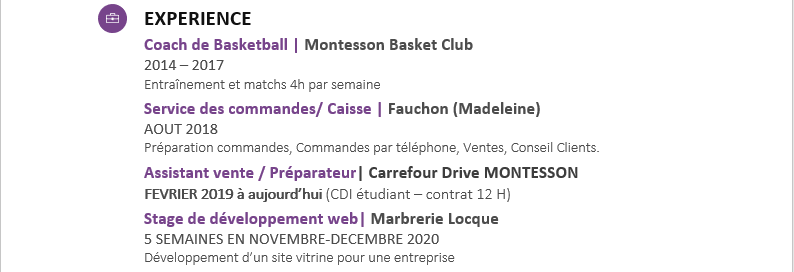 EXPERIENCE
Coach de Basketball | Montesson Basket Club
2014 – 2017
Entraînement et matchs 4h par semaine
Service des commandes/ Caisse | Fauchon (Madeleine)
AOUT 2018
Préparation commandes, Commandes par téléphone, Ventes, Conseil Clients.
Assistant vente / Préparateur| Carrefour Drive MONTESSON
FEVRIER 2019 à aujourd’hui (CDI étudiant – contrat 12 H)
Stage de développement web| Marbrerie Locque
5 SEMAINES EN NOVEMBRE-DECEMBRE 2020
Développement d’un site vitrine pour une entreprise